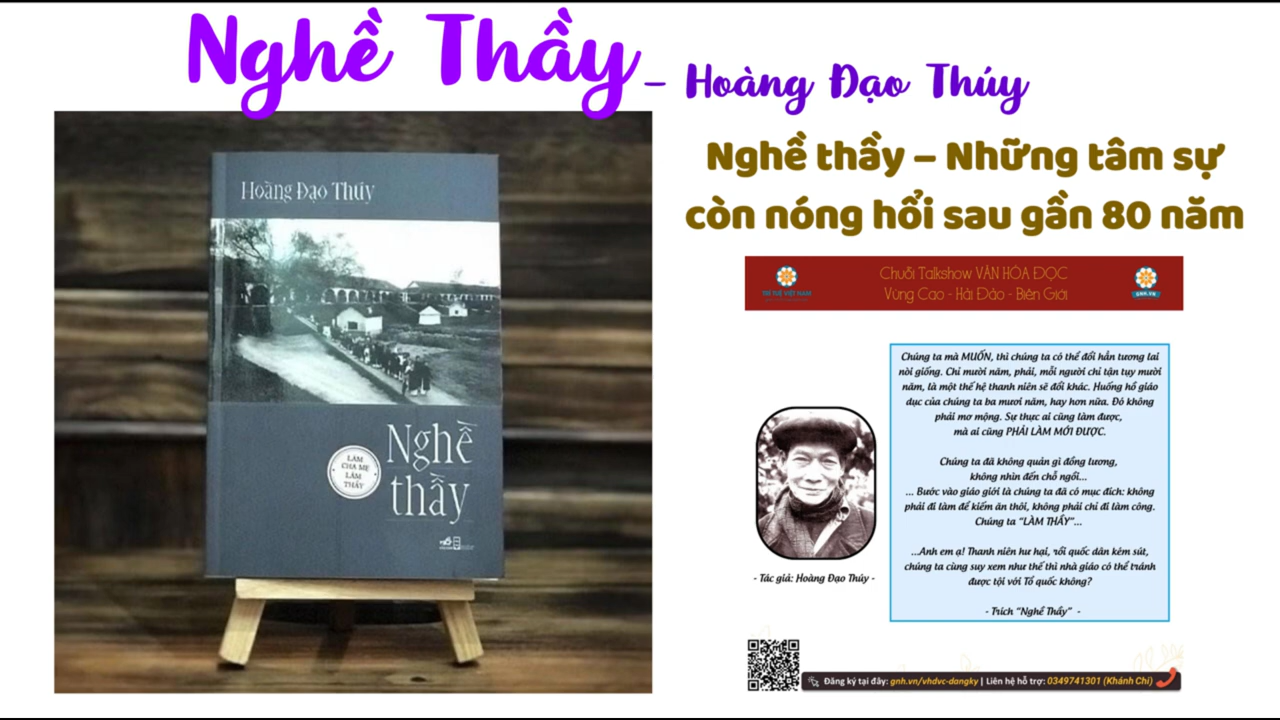 Nghề Thầy – Hoàng Đạo Thúy
Hoàng Đạo Thúy
LÀM
CHA MẸ
LÀM
THẦY
Nghề
thầy
Nghề thầy – Những tâm sự
còn nóng hổi sau gần 80 năm
TRÍ TUỆ VIỆT NAM
Chuỗi Talkshow VĂN HÓA ĐỌC
Vùng Cao - Hải Đảo - Biên Giới
GNH.VN
Chúng ta mà MUỐN, thì chúng ta có thể đổi hẳn tương lai
nòi giống. Chỉ mười năm, phải, mỗi người chỉ tận tụy mười
năm, là một thế hệ thanh niên sẽ đổi khác. Huống hồ giáo
dục của chúng ta ba mươi năm, hay hơn nữa. Đó không
phải mơ mộng. Sự thực ai cũng làm được,
mà ai cũng PHẢI LÀM MỚI ĐƯỢC.
Chúng ta đã không quản gì đồng lương,
không nhìn đến chỗ ngồi...
... Bước vào giáo giới là chúng ta đã có mục đích: không
phải đi làm để kiếm ăn thôi, không phải chỉ đi làm công.
Chúng ta “LÀM THẦY”...
...Anh em ạ! Thanh niên hư hại, rồi quốc dân kém sút,
chúng ta cùng suy xem như thế thì nhà giáo có thể tránh
được tội với Tổ quốc không?
- Trích “Nghề Thầy” -
- Tác giả: Hoàng Đạo Thúy -
Đăng ký tại đây: gnh.vn/vhdvc-dangky | Liên hệ hỗ trợ: 0349741301 (Khánh Chi)